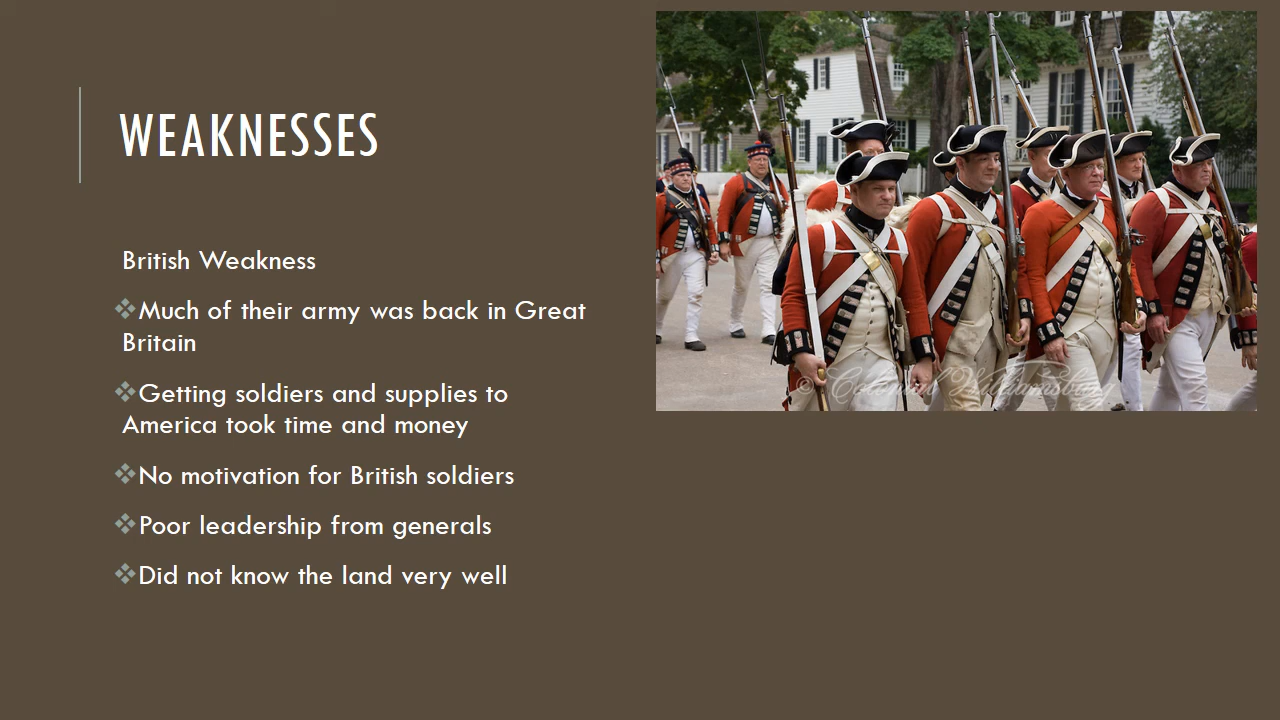 WEAKNESSES
British Weakness
❖Much of their army was back in Great
Britain
❖Getting soldiers and supplies to
America took time and money
❖No motivation for British soldiers
❖Poor leadership from generals
❖Did not know the land very well
© Colonial Williamsburg